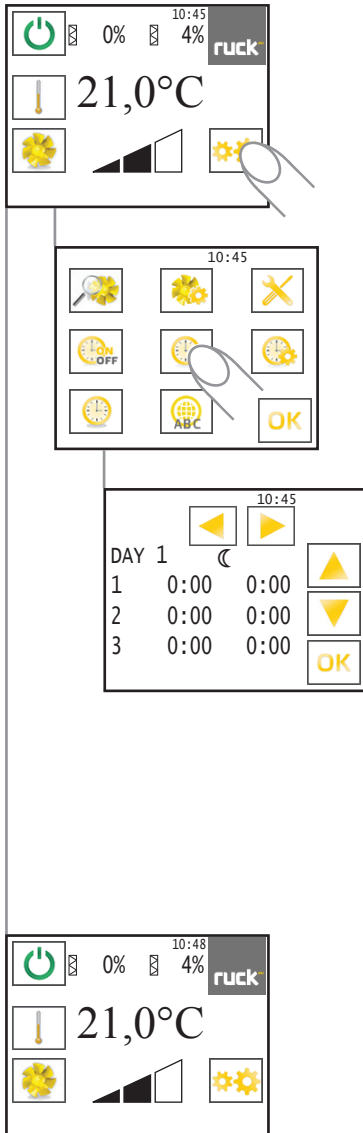 10:45
0% 4% ruck
21,0°C
10:45
ON
OFF
ABC
OK
10:45
DAY 1
1 0:00 0:00
2 0:00 0:00
3 0:00 0:00
OK
10:48
0% 4% ruck
21,0°C